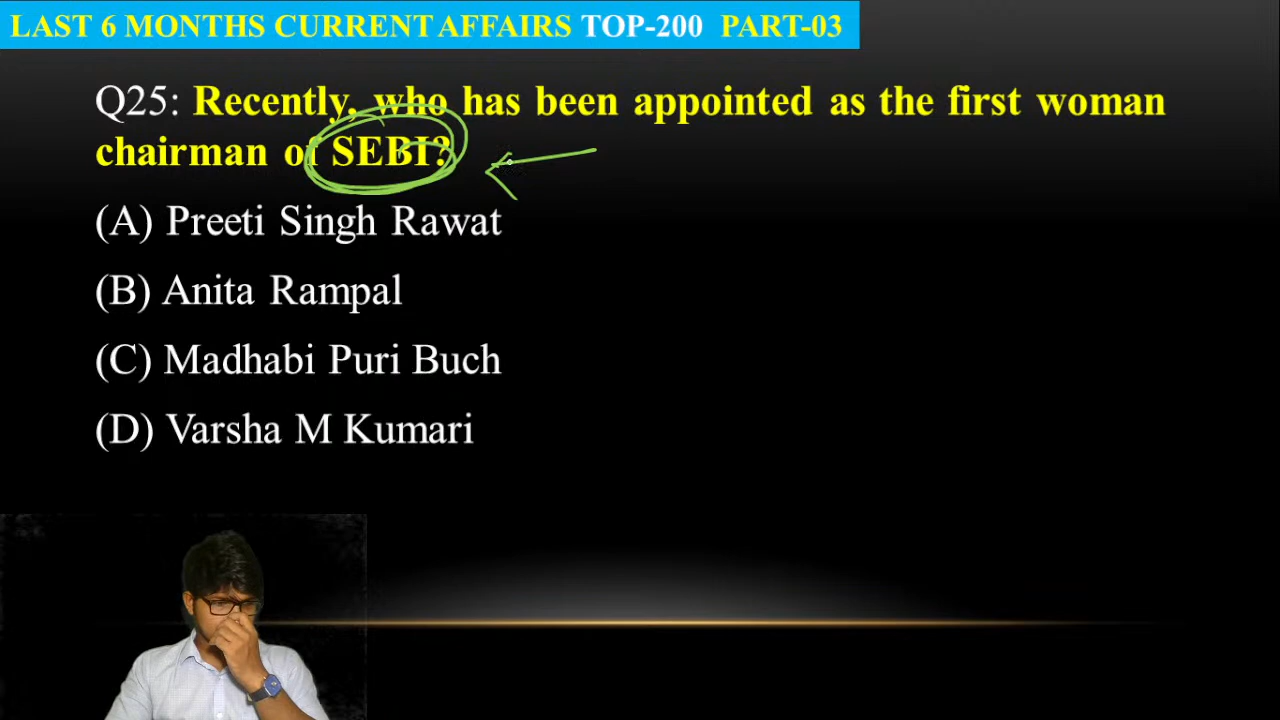 LAST 6 MONTHS CURRENT AFFAIRS TOP-200 PART-03
Q25: Recently, who has been appointed as the first woman
chairman of SEBI?
(A) Preeti Singh Rawat
(B) Anita Rampal
(C) Madhabi Puri Buch
(D) Varsha M Kumari